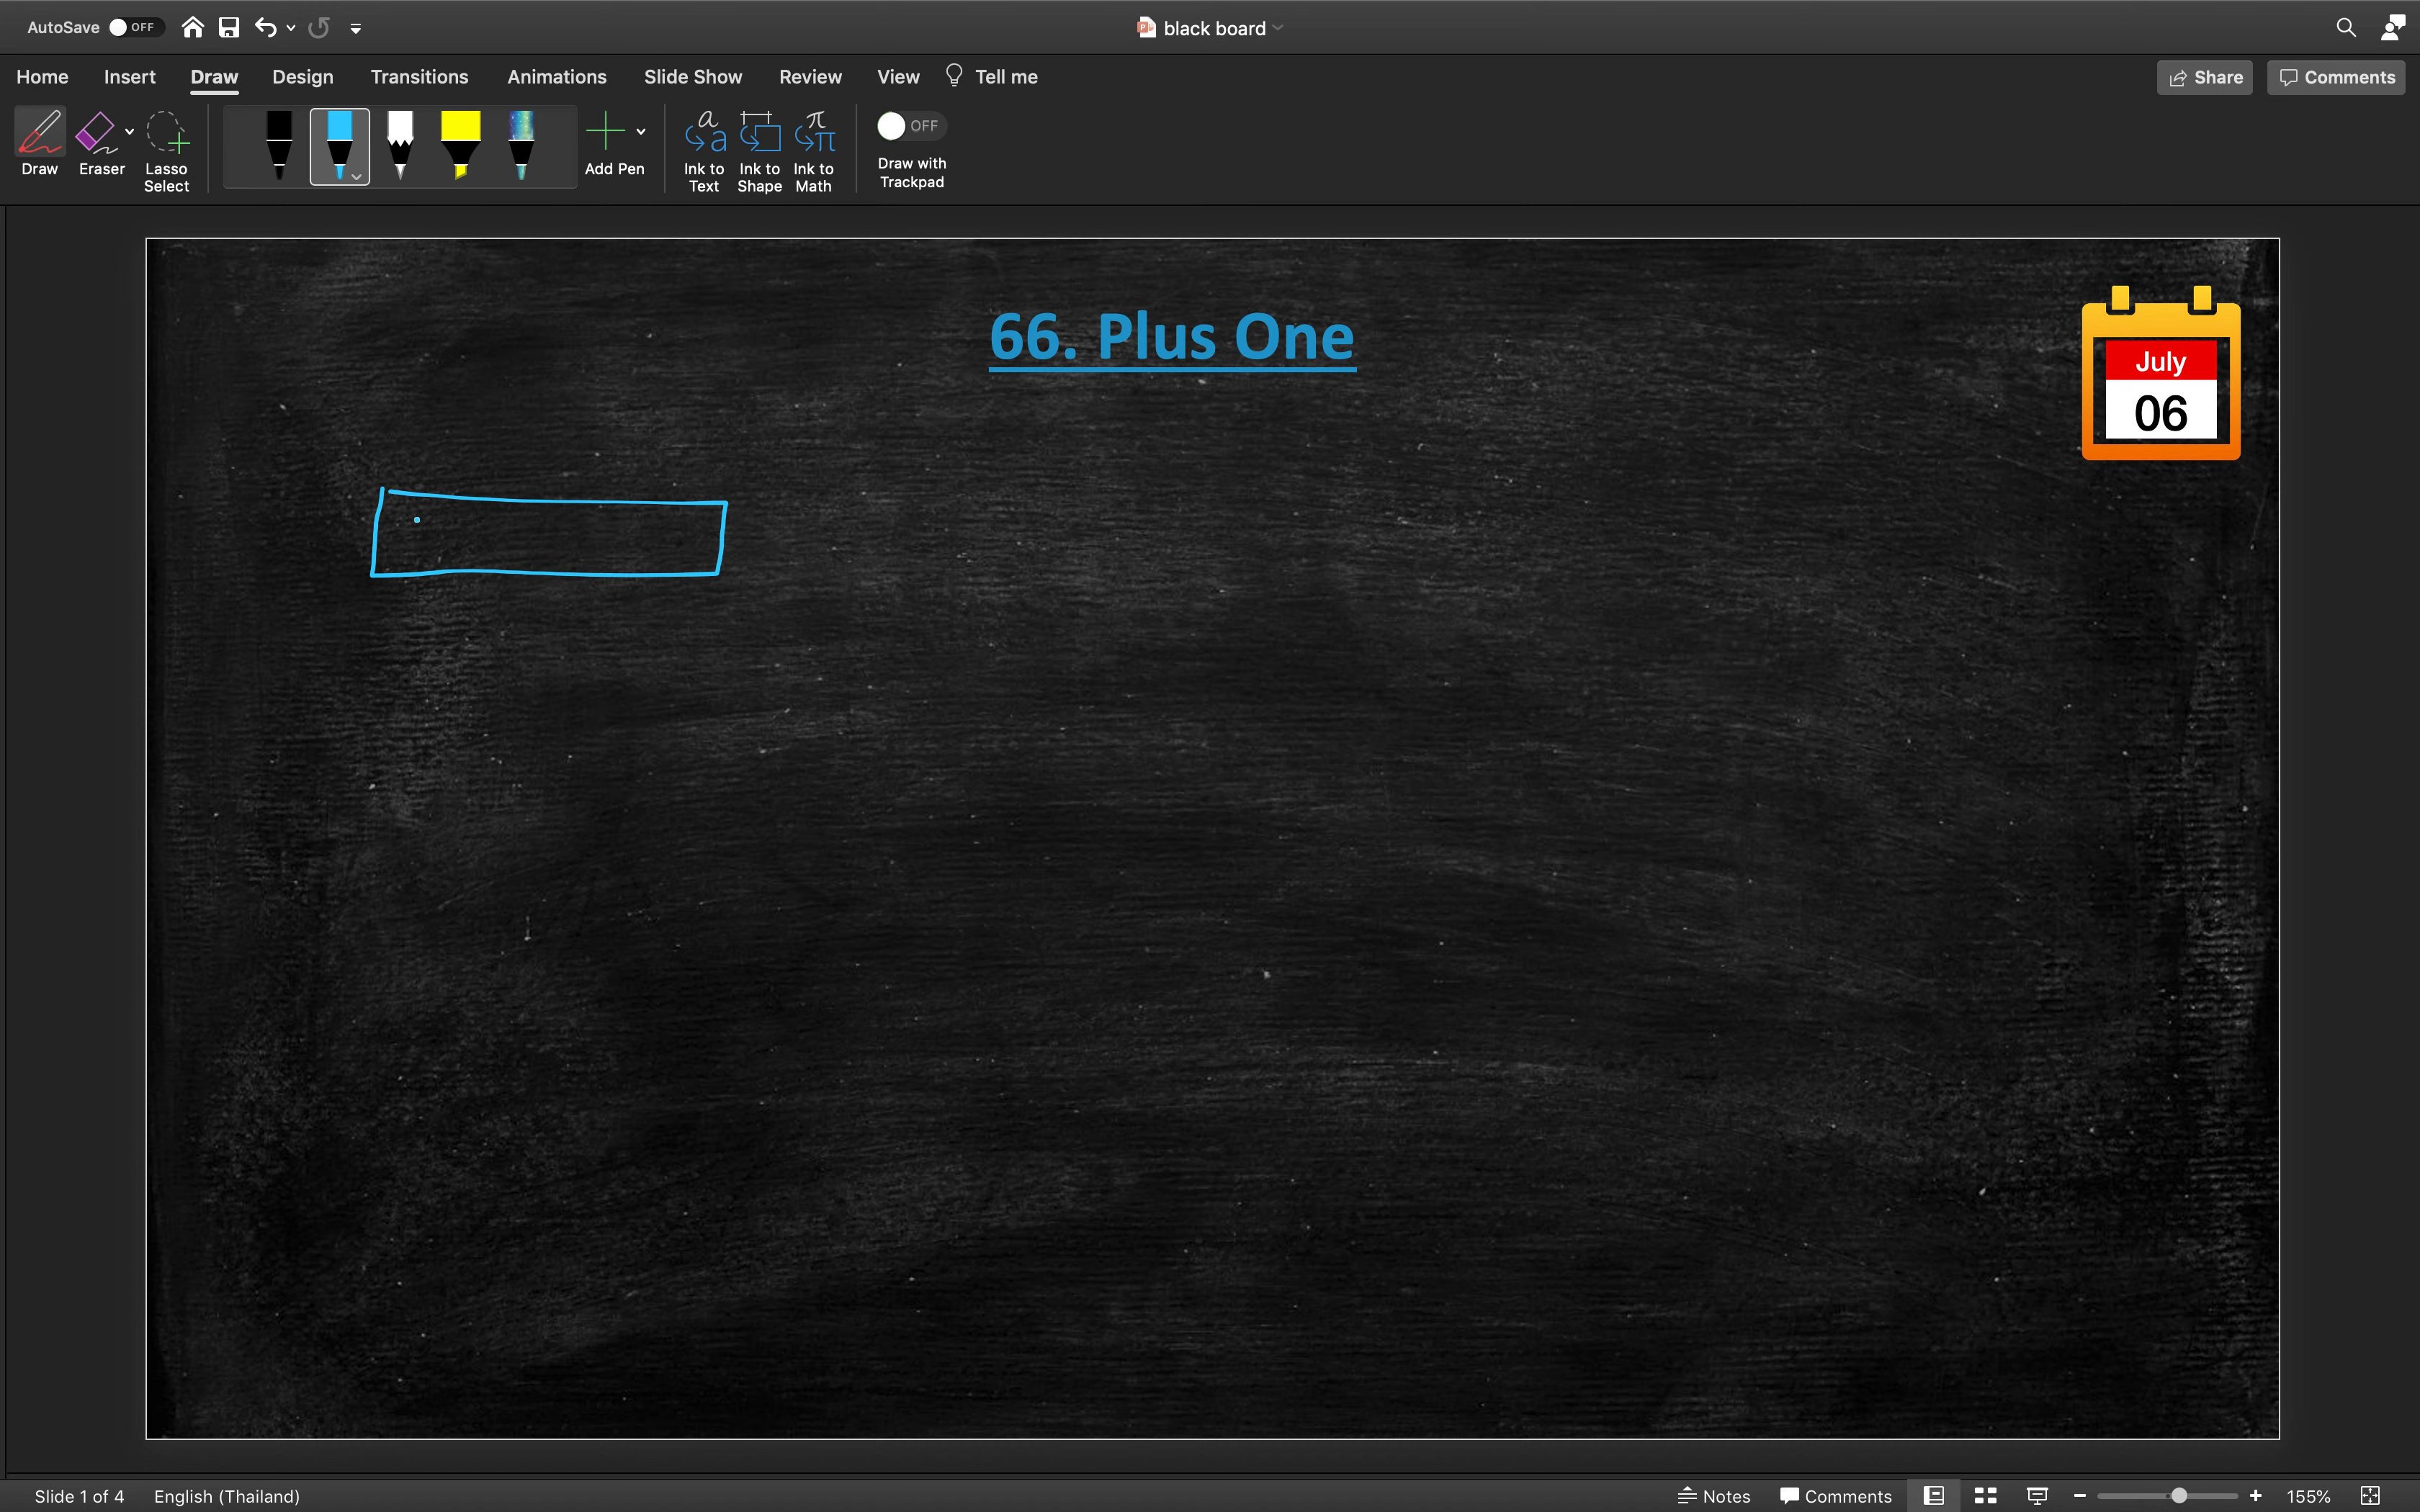 AutoSave OFF
black board
Home Insert Draw Design Transitions Animations Slide Show Review View Tell me
Share Comments
Draw Eraser Lasso Select
Add Pen
Ink to Text Ink to Shape Ink to Math
OFF
Draw with Trackpad
66. Plus One
July
06
Slide 1 of 4 English (Thailand)
Notes Comments 155%